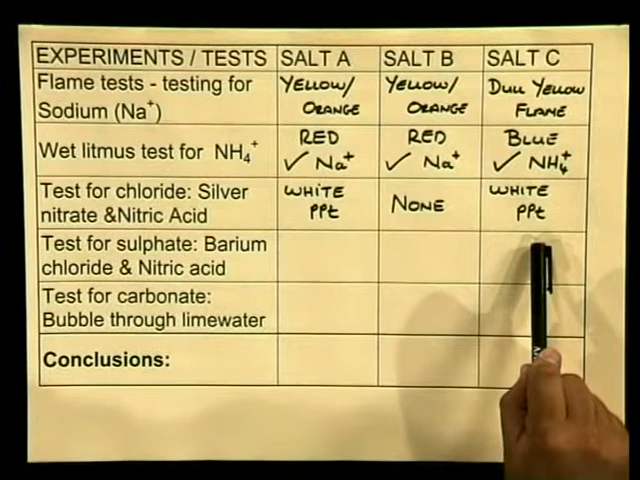 EXPERIMENTS / TESTS SALT A SALT B SALT C
Flame tests - testing for
Sodium (Na⁺)
YELLOW/
ORANGE
YELLOW/
ORANGE
DULL YELLOW
FLAME
Wet litmus test for NH₄⁺
RED
✓ Na⁺
RED
✓ Na⁺
BLUE
✓ NH₄⁺
Test for chloride: Silver
nitrate &Nitric Acid
WHITE
PPt
NONE
WHITE
PPt
Test for sulphate: Barium
chloride & Nitric acid
Test for carbonate:
Bubble through limewater
Conclusions: